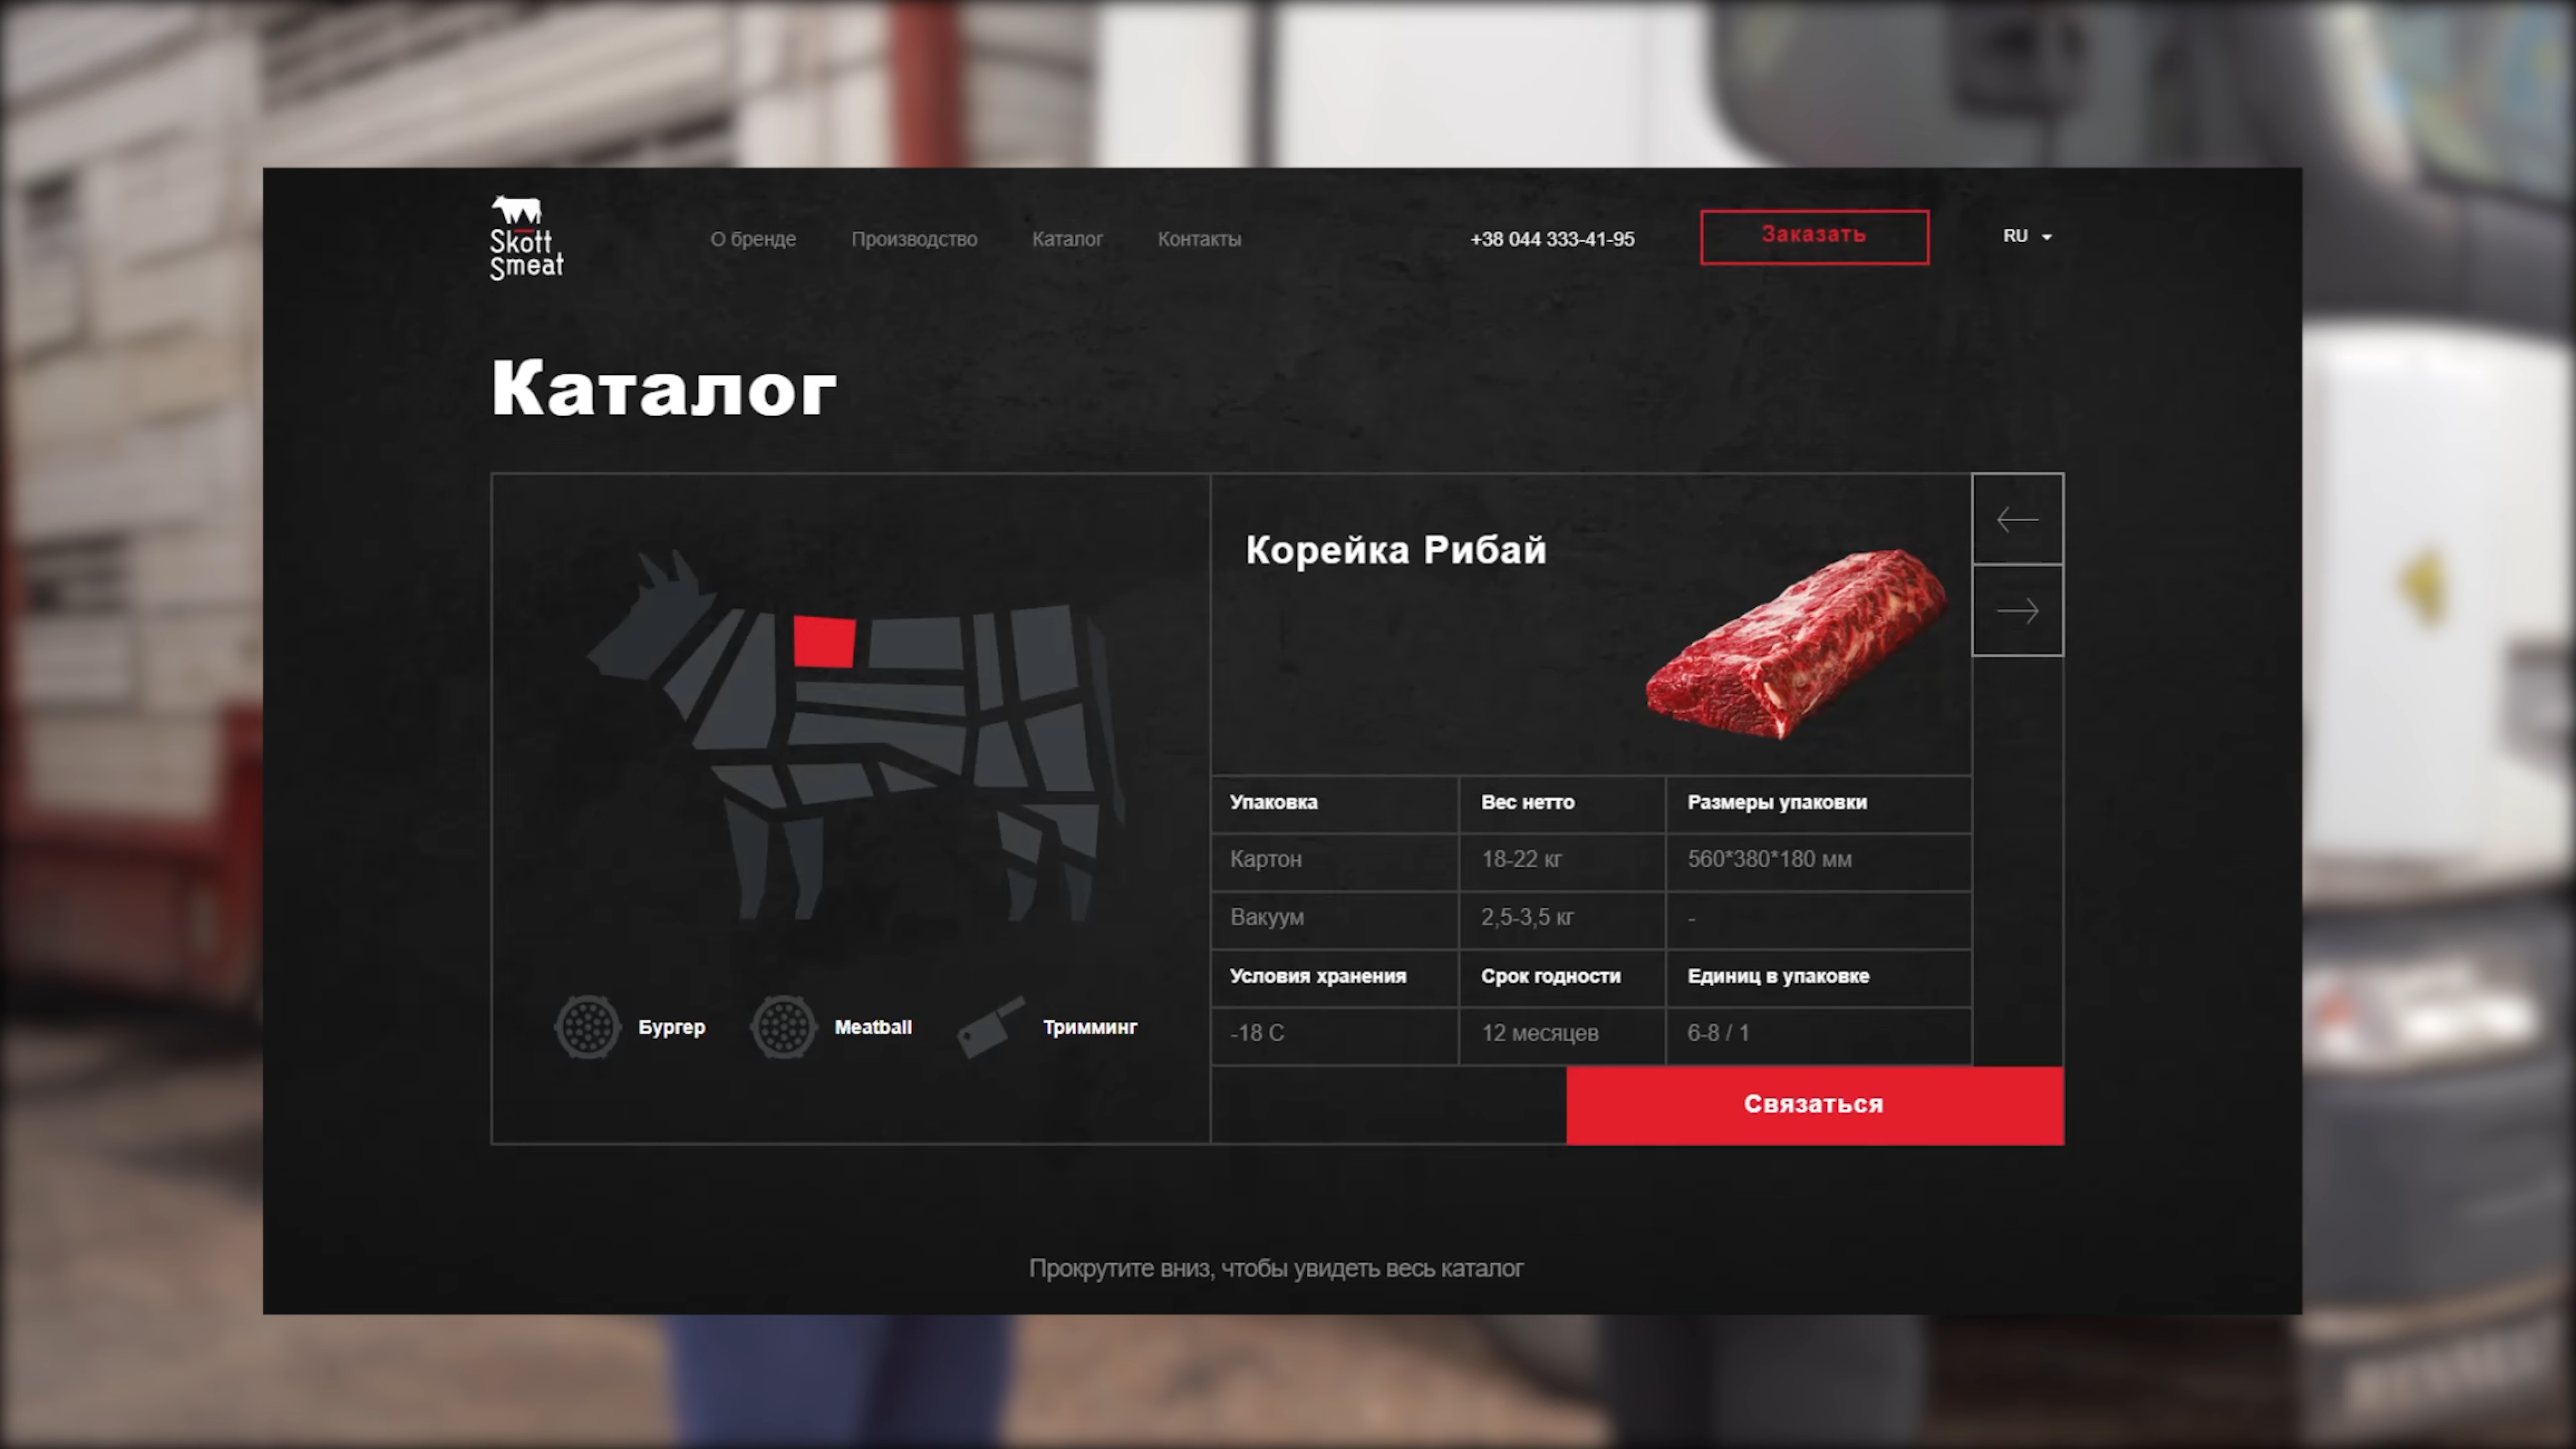 Skott
Smeat
О бренде
Производство
Каталог
Контакты
+38 044 333-41-95
Заказать
RU
Каталог
Корейка Рибай
Упаковка
Вес нетто
Размеры упаковки
Картон
18-22 кг
560*380*180 мм
Вакуум
2,5-3,5 кг
-
Условия хранения
Срок годности
Единиц в упаковке
-18 C
12 месяцев
6-8 / 1
Бургер
Meatball
Тримминг
Связаться
Прокрутите вниз, чтобы увидеть весь каталог